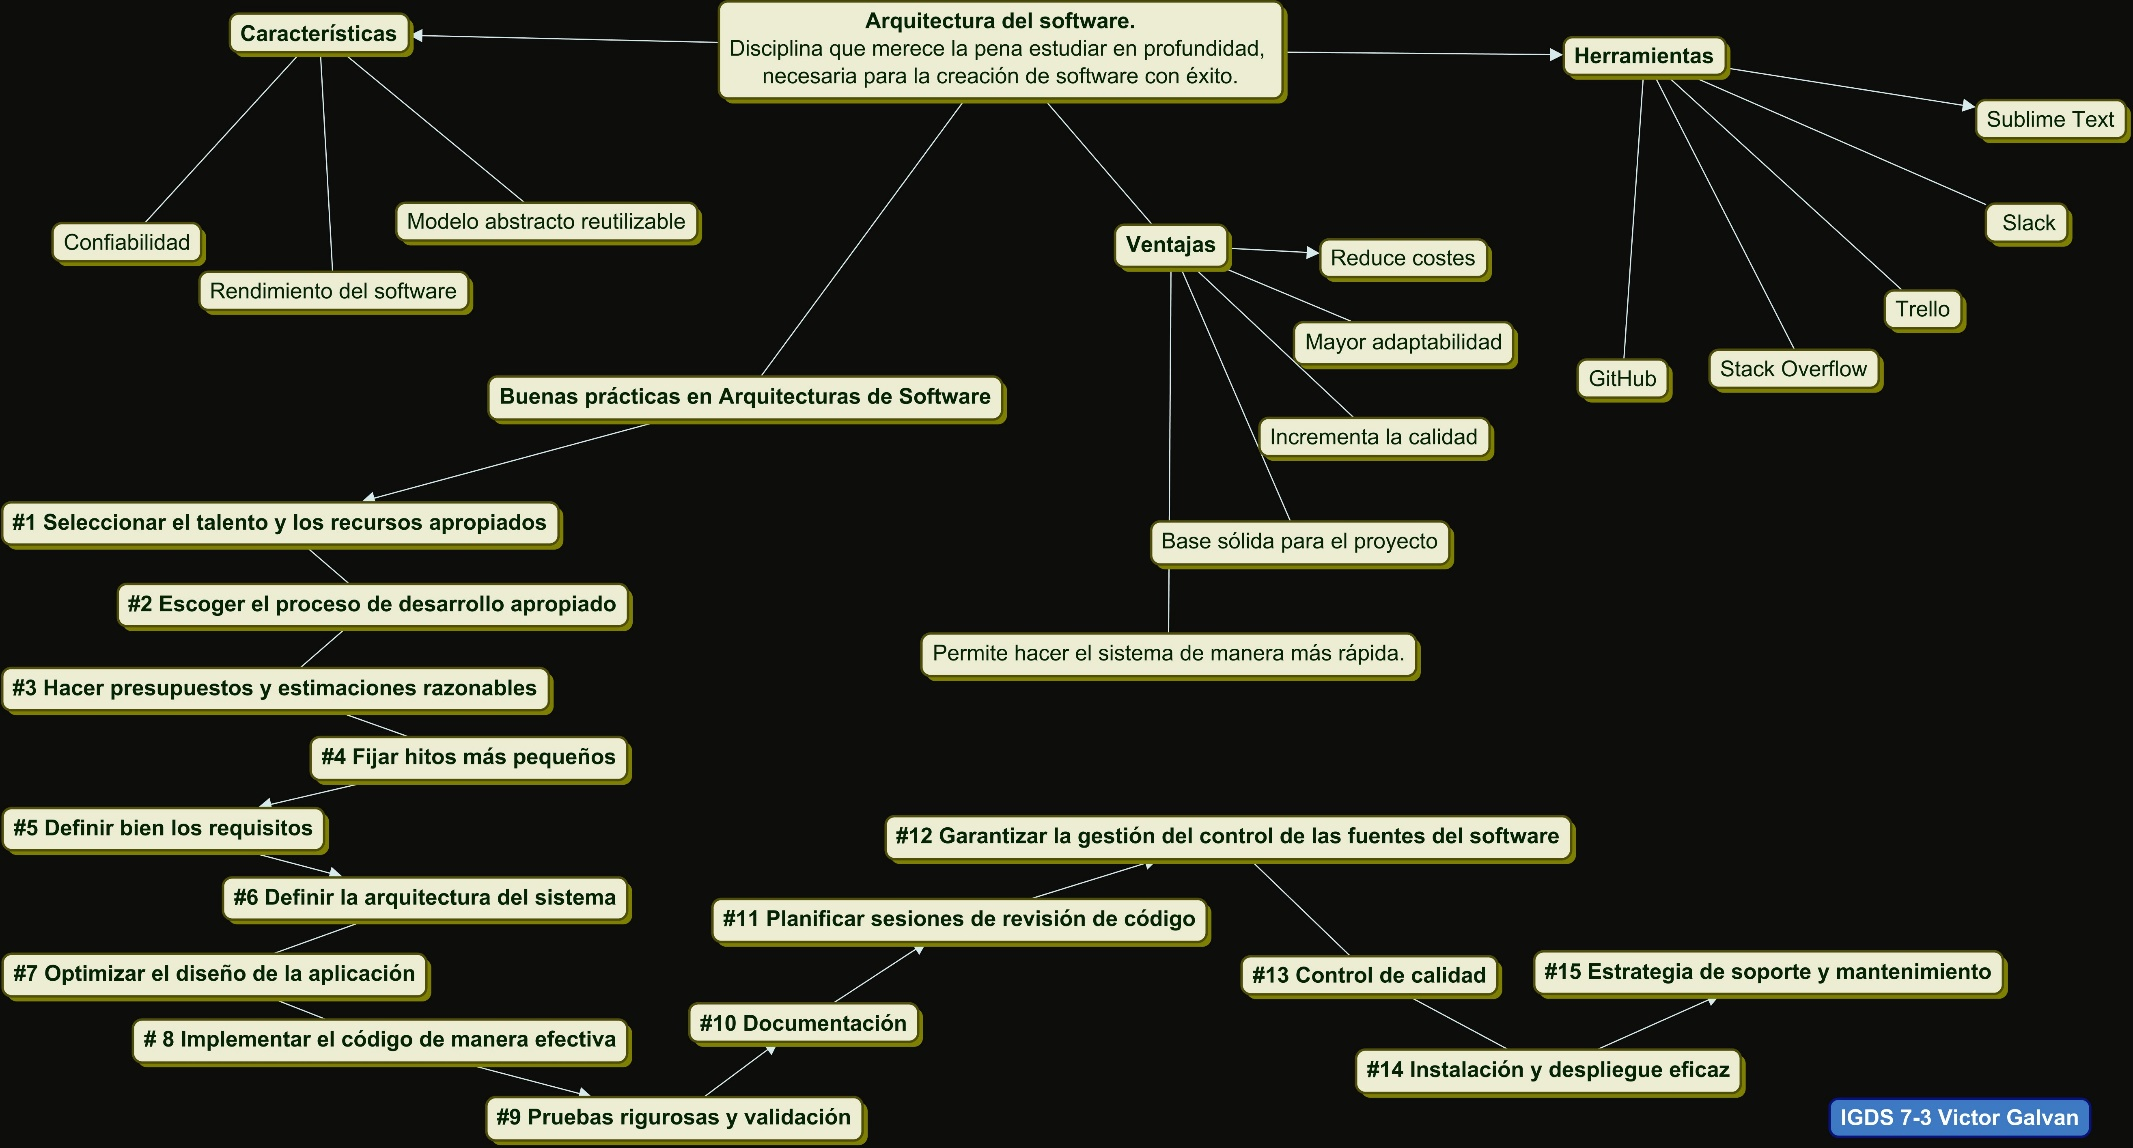 Arquitectura del software.
Disciplina que merece la pena estudiar en profundidad,
necesaria para la creación de software con éxito.
Características
Confiabilidad
Rendimiento del software
Modelo abstracto reutilizable
Herramientas
Sublime Text
Slack
Trello
Stack Overflow
GitHub
Ventajas
Reduce costes
Mayor adaptabilidad
Incrementa la calidad
Base sólida para el proyecto
Permite hacer el sistema de manera más rápida.
Buenas prácticas en Arquitecturas de Software
#1 Seleccionar el talento y los recursos apropiados
#2 Escoger el proceso de desarrollo apropiado
#3 Hacer presupuestos y estimaciones razonables
#4 Fijar hitos más pequeños
#5 Definir bien los requisitos
#6 Definir la arquitectura del sistema
#7 Optimizar el diseño de la aplicación
# 8 Implementar el código de manera efectiva
#9 Pruebas rigurosas y validación
#10 Documentación
#11 Planificar sesiones de revisión de código
#12 Garantizar la gestión del control de las fuentes del software
#13 Control de calidad
#14 Instalación y despliegue eficaz
#15 Estrategia de soporte y mantenimiento
IGDS 7-3 Victor Galvan